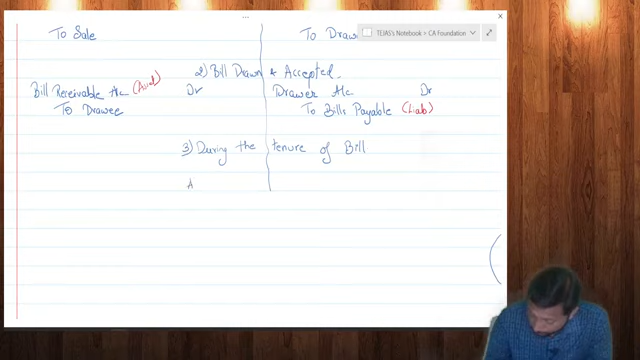 To Sale To Draw
TEJAS's Notebook > CA Foundation
2) Bill Drawn & Accepted.
Bill Receivable A/c (Asset) Dr Drawer A/c Dr
To Drawee To Bills Payable (Liab)
3) During the tenure of Bill
A